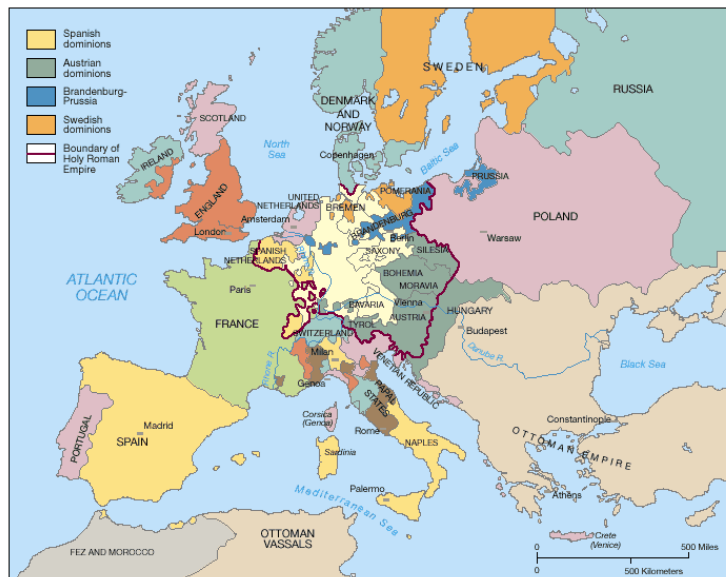 Spanish
dominions
Austrian
dominions
Brandenburg-
Prussia
Swedish
dominions
Boundary of
Holy Roman
Empire
SWEDEN
RUSSIA
DENMARK
AND
NORWAY
SCOTLAND
North
Sea
IRELAND
Copenhagen
Baltic Sea
PRUSSIA
ENGLAND
UNITED
NETHERLANDS
BREMEN
POMERANIA
POLAND
Amsterdam
BRANDENBURG
London
Berlin
Warsaw
SPANISH
NETHERLANDS
SAXONY
SILESIA
ATLANTIC
OCEAN
Paris
BOHEMIA
MORAVIA
FRANCE
BAVARIA
Vienna
HUNGARY
AUSTRIA
SWITZERLAND
TYROL
Budapest
Milan
VENETIAN REPUBLIC
Danube R.
Black Sea
Rhone R.
Genoa
PAPAL
STATES
PORTUGAL
Madrid
SPAIN
Corsica
(Genoa)
Rome
NAPLES
Constantinople
OTTOMAN EMPIRE
Sardinia
Palermo
Athens
Mediterranean Sea
Crete
(Venice)
FEZ AND MOROCCO
OTTOMAN
VASSALS
0 500 Miles
0 500 Kilometers